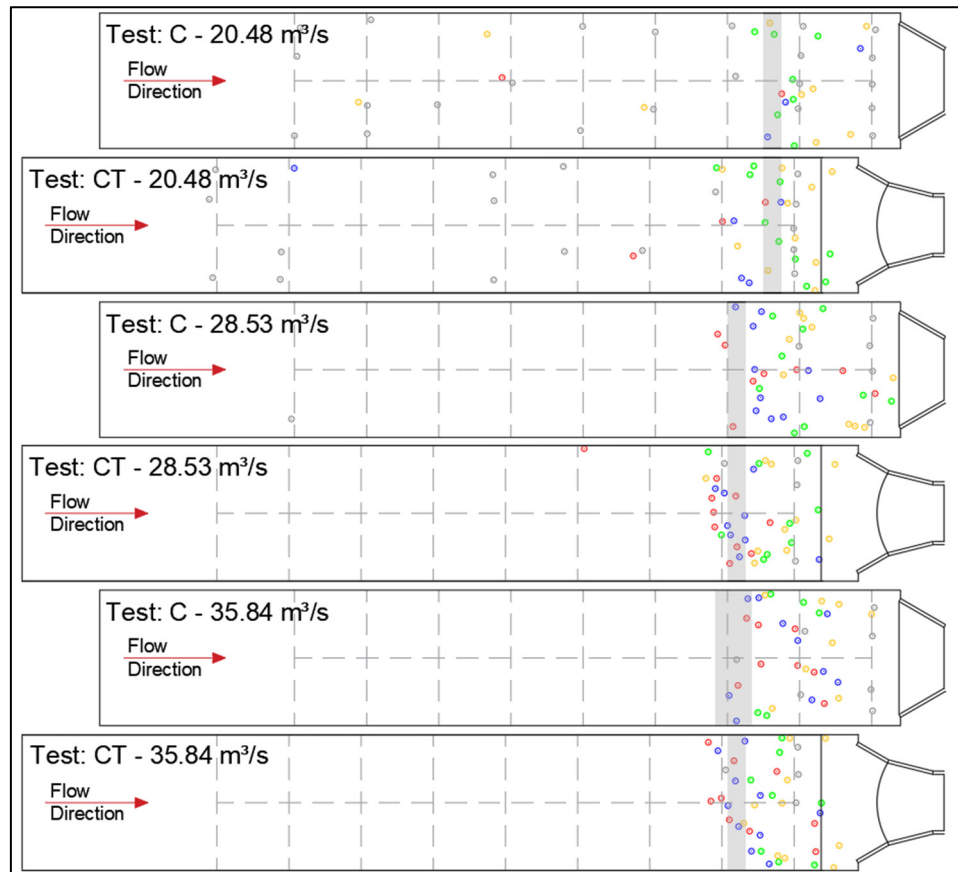 Test: C - 20.48 m³/s
Flow
Direction
Test: CT - 20.48 m³/s
Flow
Direction
Test: C - 28.53 m³/s
Flow
Direction
Test: CT - 28.53 m³/s
Flow
Direction
Test: C - 35.84 m³/s
Flow
Direction
Test: CT - 35.84 m³/s
Flow
Direction